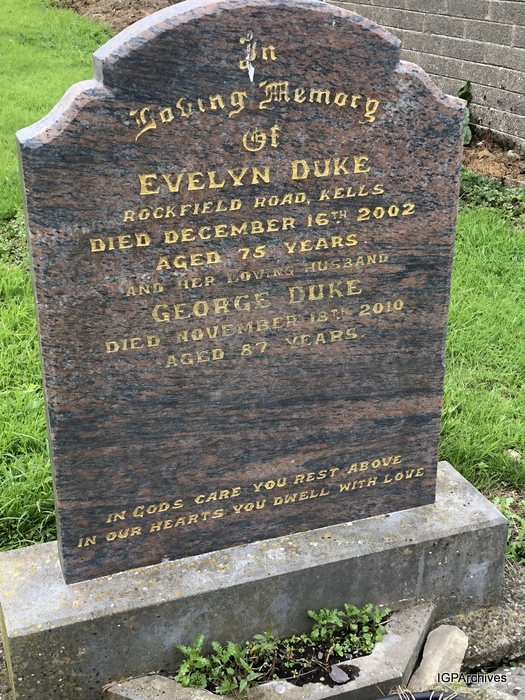 In
Loving Memory
Of
EVELYN DUKE
ROCKFIELD ROAD, KELLS
DIED DECEMBER 16TH 2002
AGED 75 YEARS.
AND HER LOVING HUSBAND
GEORGE DUKE
DIED NOVEMBER 18TH 2010
AGED 87 YEARS.
IN GODS CARE YOU REST ABOVE
IN OUR HEARTS YOU DWELL WITH LOVE
IGPArchives